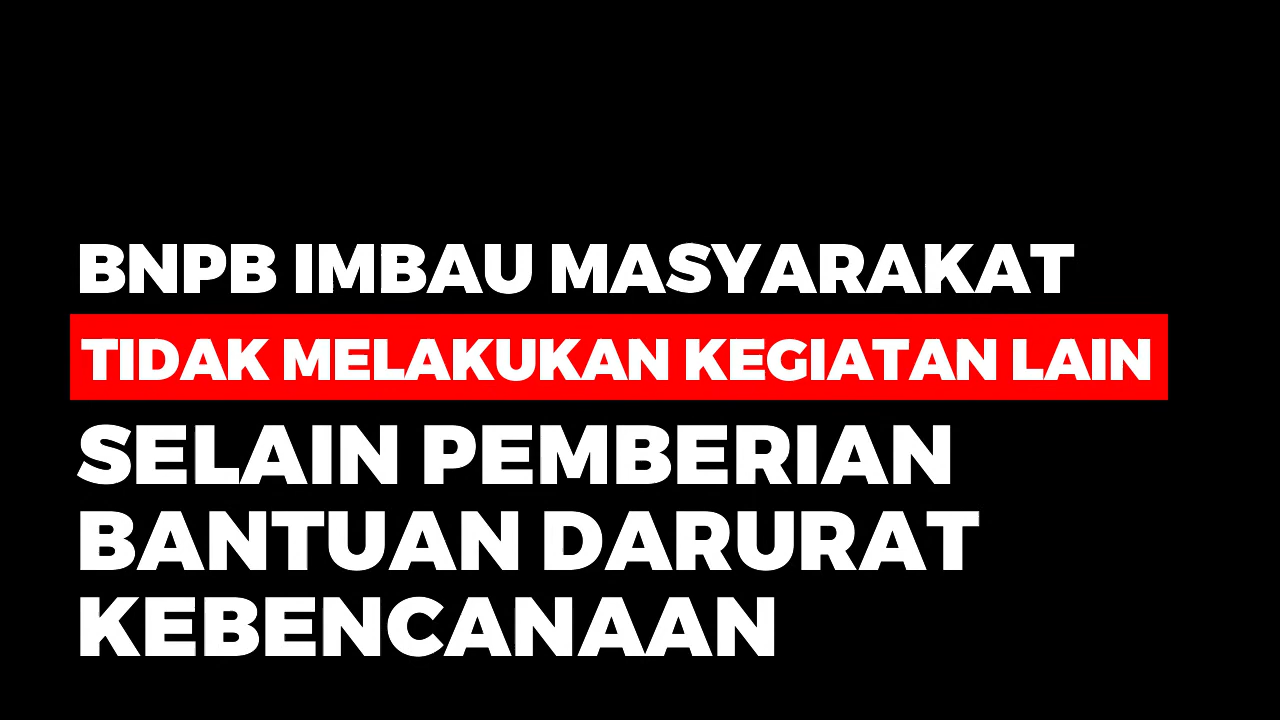 BNPB IMBAU MASYARAKAT
TIDAK MELAKUKAN KEGIATAN LAIN
SELAIN PEMBERIAN
BANTUAN DARURAT
KEBENCANAAN